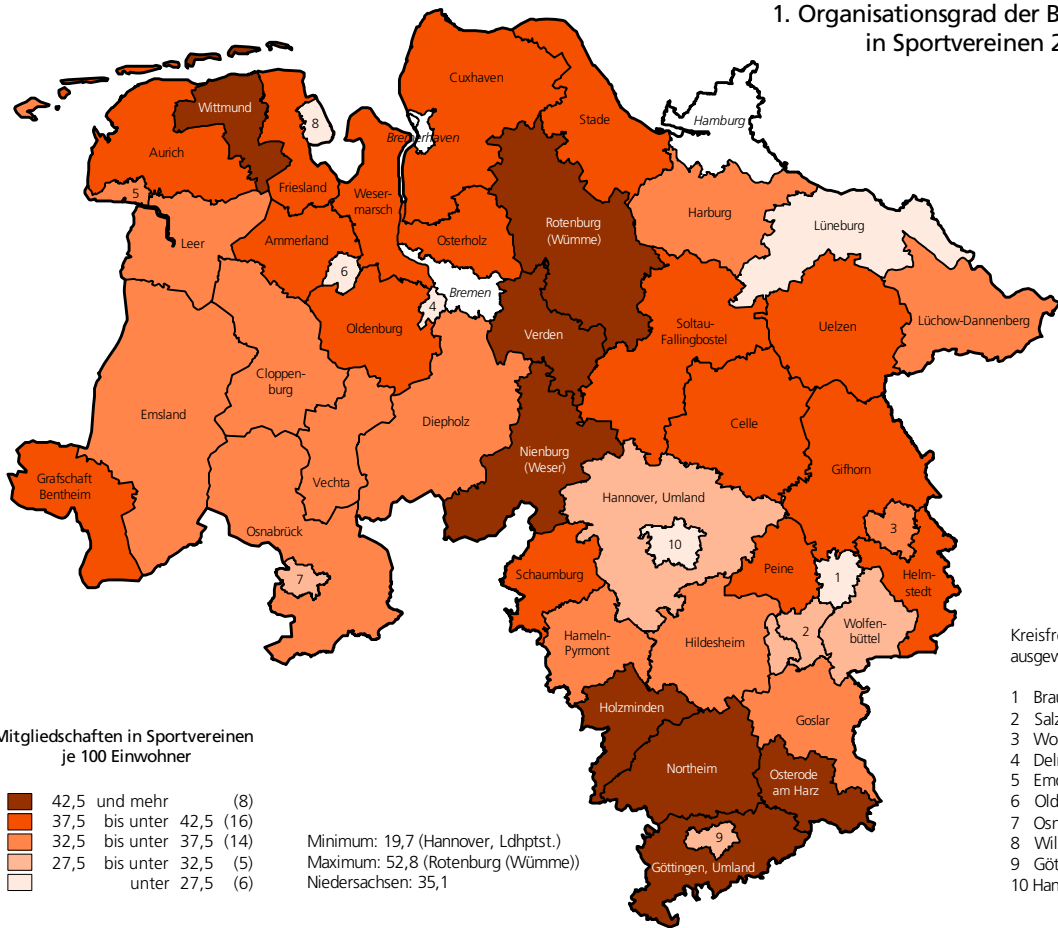 1. Organisationsgrad der
in Sportvereinen
Cuxhaven
Stade
Hamburg
Wittmund
8
Bremerhaven
Aurich
5
Friesland
Weser-
marsch
Harburg
Lüneburg
Rotenburg
(Wümme)
Leer
Ammerland
Osterholz
6
Bremen
4
Oldenburg
Verden
Soltau-
Fallingbostel
Uelzen
Lüchow-Dannenberg
Cloppen-
burg
Emsland
Diepholz
Celle
Nienburg
(Weser)
Gifhorn
Grafschaft
Bentheim
Vechta
Hannover, Umland
Osnabrück
3
10
7
Schaumburg
Peine
1
Helm-
stedt
2
Wolfen-
büttel
Hameln-
Pyrmont
Hildesheim
Holzminden
Goslar
Northeim
Osterode
am Harz
9
Göttingen, Umland
Mitgliedschaften in Sportvereinen
je 100 Einwohner
42,5 und mehr (8)
37,5 bis unter 42,5 (16)
32,5 bis unter 37,5 (14)
27,5 bis unter 32,5 (5)
unter 27,5 (6)
Minimum: 19,7 (Hannover, Ldhptst.)
Maximum: 52,8 (Rotenburg (Wümme))
Niedersachsen: 35,1
1
2
3
4
5
6
7
8
9
10